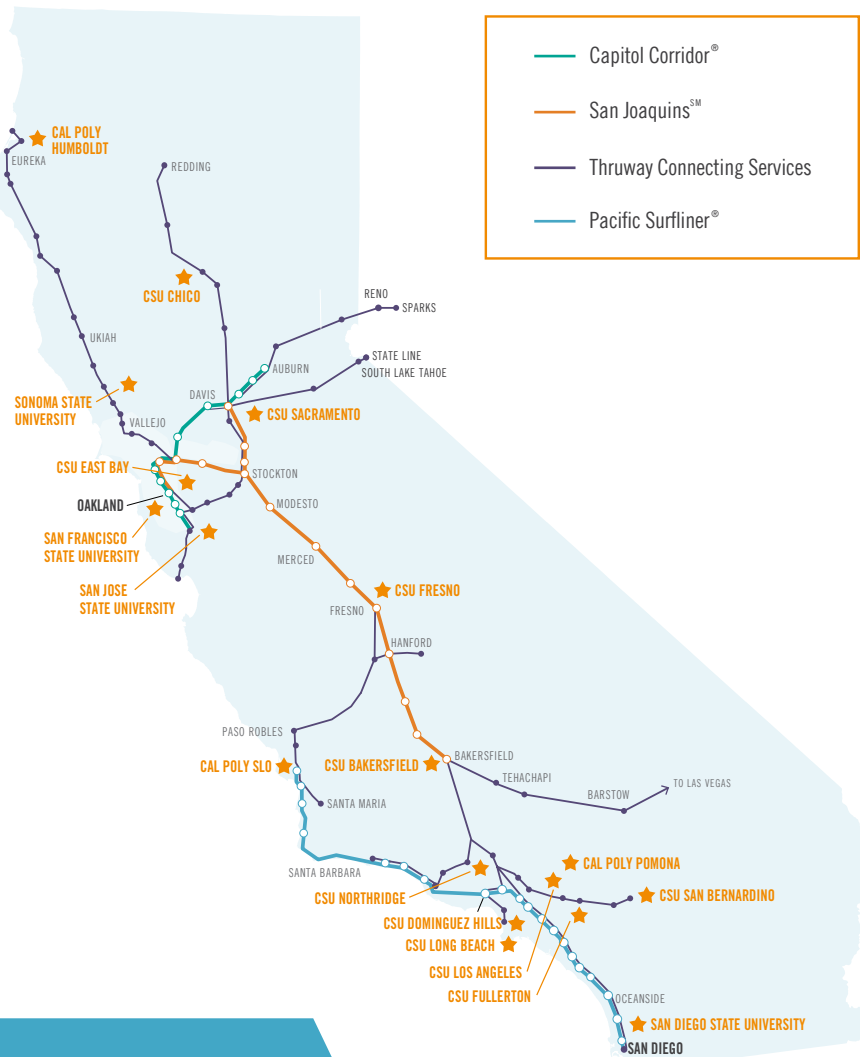 Capitol Corridor®
San Joaquins℠
Thruway Connecting Services
Pacific Surfliner®
CAL POLY
HUMBOLDT
EUREKA
REDDING
CSU CHICO
RENO
SPARKS
UKIAH
STATE LINE
SOUTH LAKE TAHOE
AUBURN
DAVIS
SONOMA STATE
UNIVERSITY
CSU SACRAMENTO
VALLEJO
CSU EAST BAY
STOCKTON
OAKLAND
MODESTO
SAN FRANCISCO
STATE UNIVERSITY
MERCED
SAN JOSE
STATE UNIVERSITY
CSU FRESNO
FRESNO
HANFORD
PASO ROBLES
CAL POLY SLO
CSU BAKERSFIELD
BAKERSFIELD
TEHACHAPI
TO LAS VEGAS
BARSTOW
SANTA MARIA
SANTA BARBARA
CAL POLY POMONA
CSU NORTHRIDGE
CSU SAN BERNARDINO
CSU DOMINGUEZ HILLS
CSU LONG BEACH
CSU LOS ANGELES
CSU FULLERTON
OCEANSIDE
SAN DIEGO STATE UNIVERSITY
SAN DIEGO